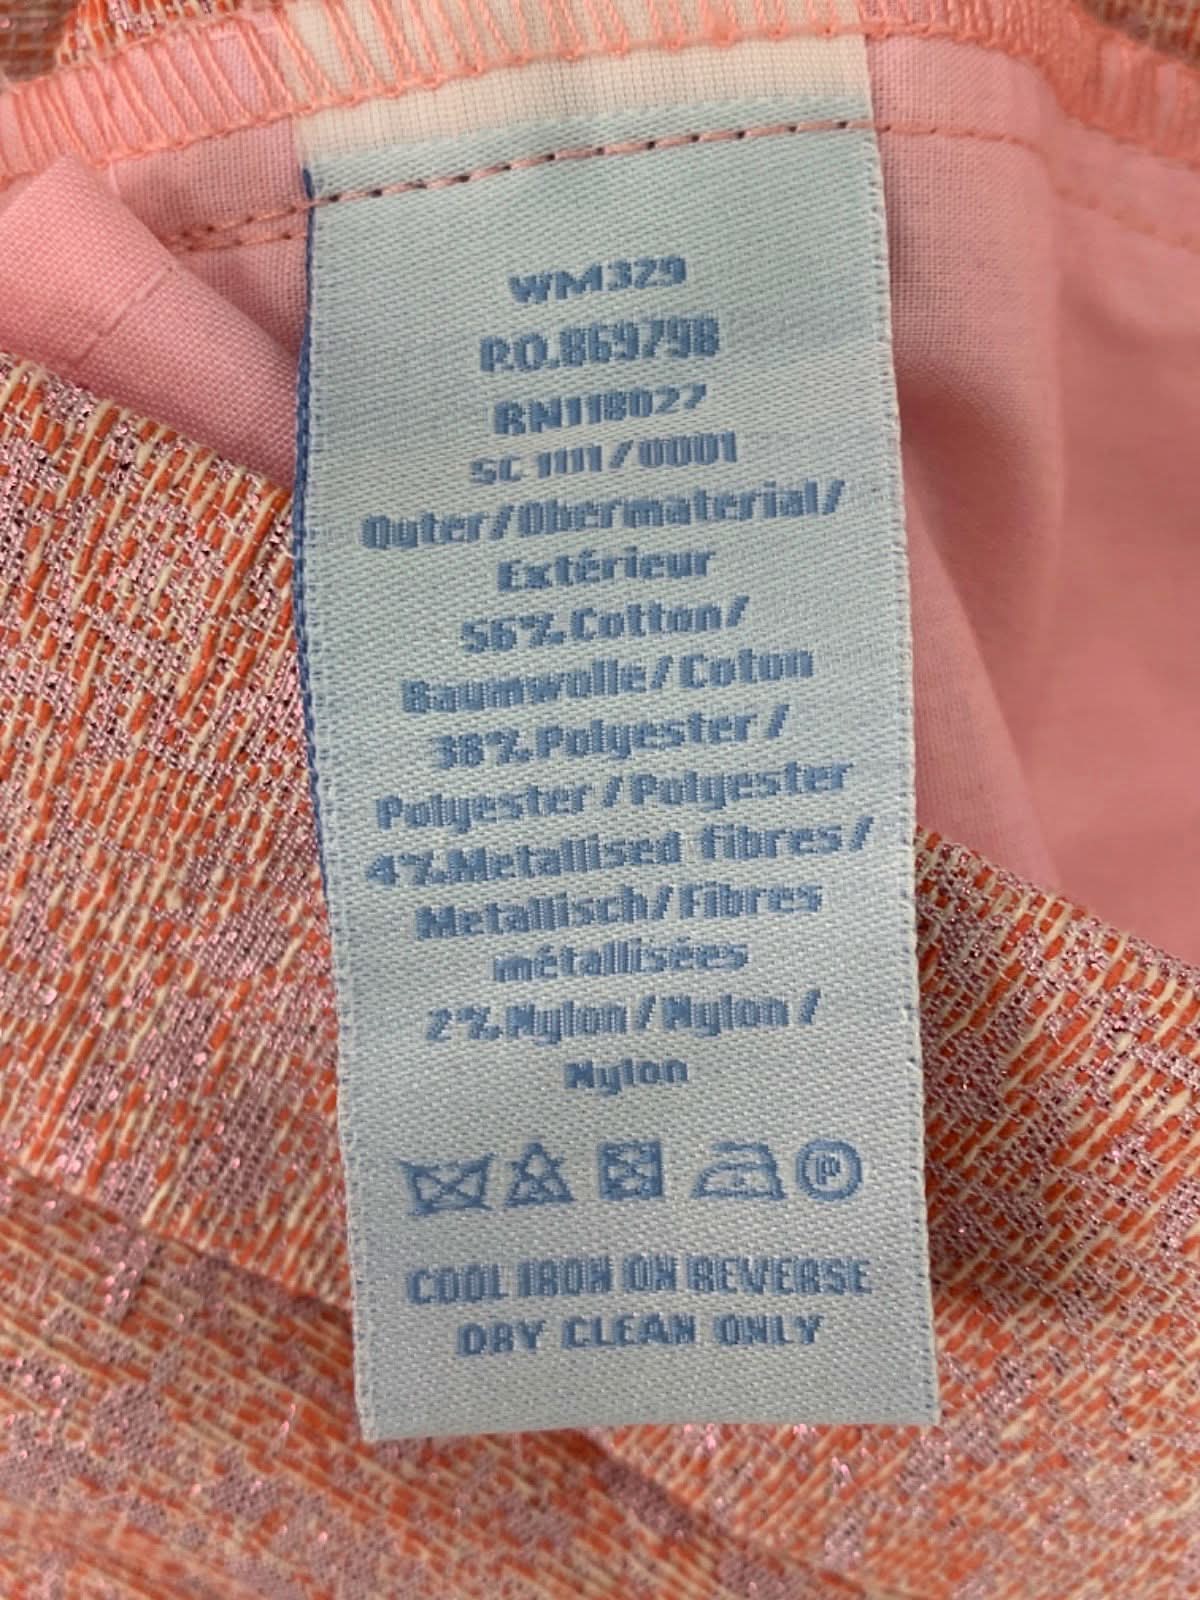 WM329
P.O.869798
RN118027
SC 1101/0001
Outer/Obermaterial/
Extérieur
56%Cotton/
Baumwolle/Coton
38%Polyester/
Polyester/Polyester
4%Metallised fibres/
Metallisch/Fibres
métallisées
2%Nylon/Nylon/
Nylon
P
COOL IRON ON REVERSE
DRY CLEAN ONLY